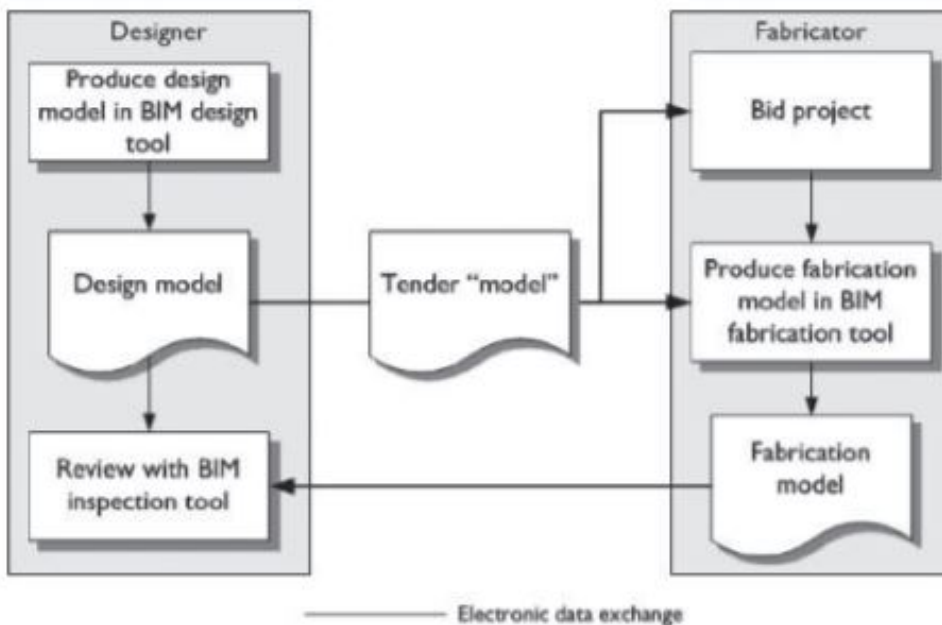 Designer
Produce design
model in BIM design
tool
Design model
Review with BIM
inspection tool
Tender “model”
Fabricator
Bid project
Produce fabrication
model in BIM
fabrication tool
Fabrication
model
Electronic data exchange